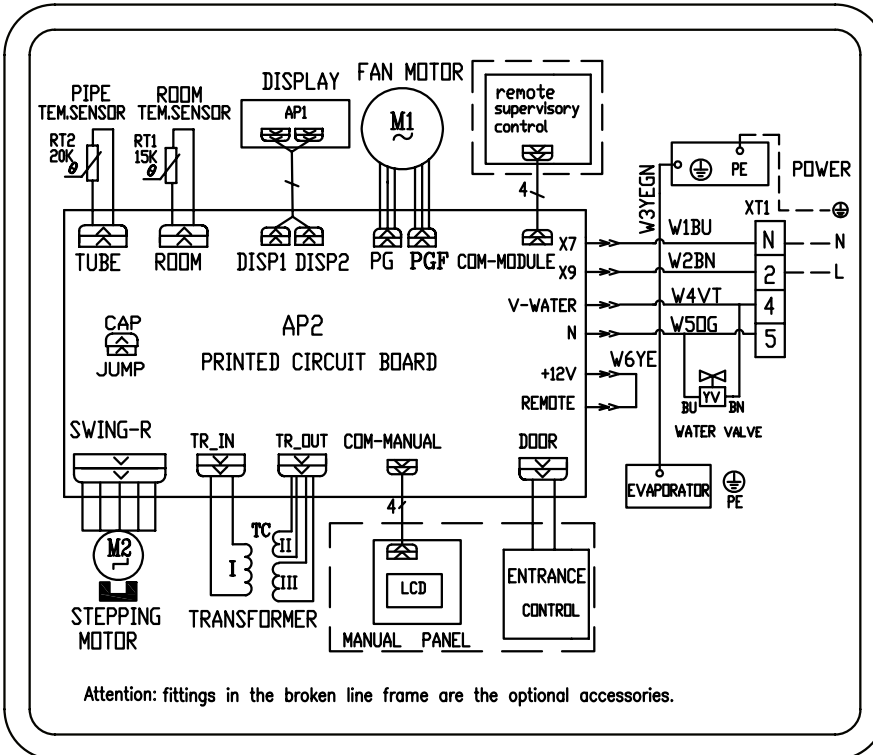 PIPE
TEM.SENSOR
ROOM
TEM.SENSOR
DISPLAY
FAN MOTOR
RT2
20K
θ
RT1
15K
θ
AP1
M1
~
remote
supervisory
control
4
W3YEGN
PE
POWER
XT1
TUBE
ROOM
DISP1 DISP2
PG
PGF
COM-MODULE
X7
W1BU
N
N
X9
W2BN
2
L
V-WATER
W4VT
4
N
W5OG
5
CAP
JUMP
AP2
PRINTED CIRCUIT BOARD
+12V
W6YE
REMOTE
BU
YV
BN
WATER VALVE
SWING-R
TR_IN
TR_OUT
COM-MANUAL
DOOR
EVAPORATOR
PE
4
M2
TC
I
II
III
LCD
ENTRANCE
CONTROL
STEPPING
MOTOR
TRANSFORMER
MANUAL PANEL
Attention: fittings in the broken line frame are the optional accessories.